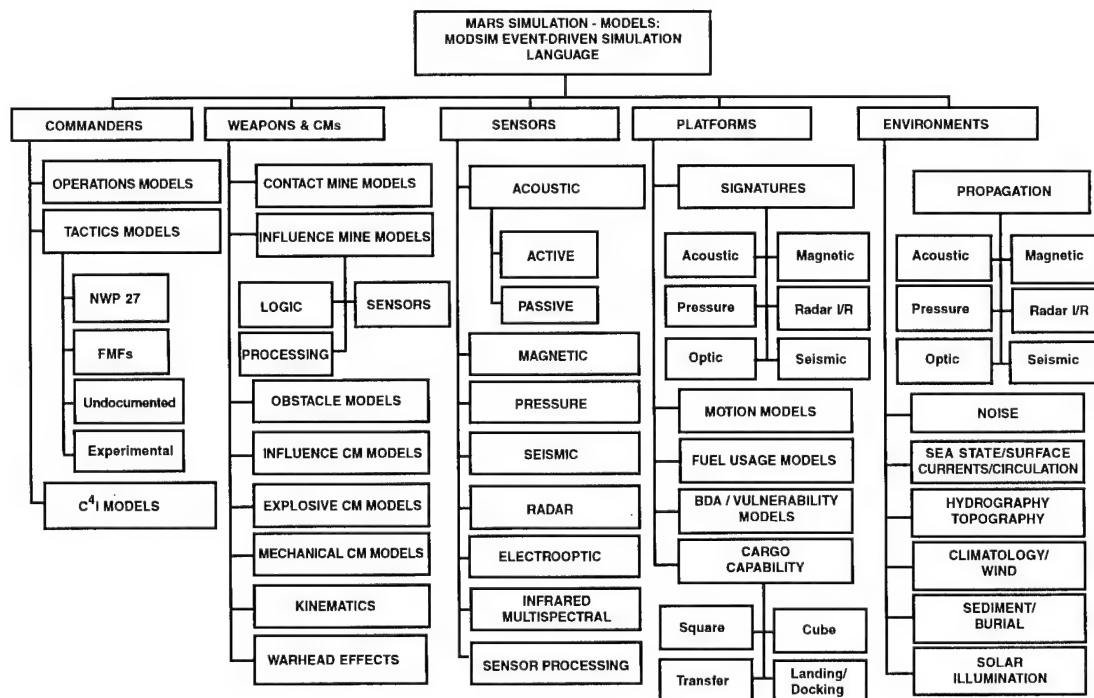 MARS SIMULATION - MODELS:
MODSIM EVENT-DRIVEN SIMULATION
LANGUAGE
COMMANDERS
OPERATIONS MODELS
TACTICS MODELS
NWP 27
FMFs
Undocumented
Experimental
C⁴I MODELS
WEAPONS & CMs
CONTACT MINE MODELS
INFLUENCE MINE MODELS
LOGIC
SENSORS
PROCESSING
OBSTACLE MODELS
INFLUENCE CM MODELS
EXPLOSIVE CM MODELS
MECHANICAL CM MODELS
KINEMATICS
WARHEAD EFFECTS
SENSORS
ACOUSTIC
ACTIVE
PASSIVE
MAGNETIC
PRESSURE
SEISMIC
RADAR
ELECTROOPTIC
INFRARED
MULTISPECTRAL
SENSOR PROCESSING
PLATFORMS
SIGNATURES
Acoustic
Magnetic
Pressure
Radar I/R
Optic
Seismic
MOTION MODELS
FUEL USAGE MODELS
BDA / VULNERABILITY
MODELS
CARGO
CAPABILITY
Square
Cube
Transfer
Landing/
Docking
ENVIRONMENTS
PROPAGATION
Acoustic
Magnetic
Pressure
Radar I/R
Optic
Seismic
NOISE
SEA STATE/SURFACE
CURRENTS/CIRCULATION
HYDROGRAPHY
TOPOGRAPHY
CLIMATOLOGY/
WIND
SEDIMENT/
BURIAL
SOLAR
ILLUMINATION